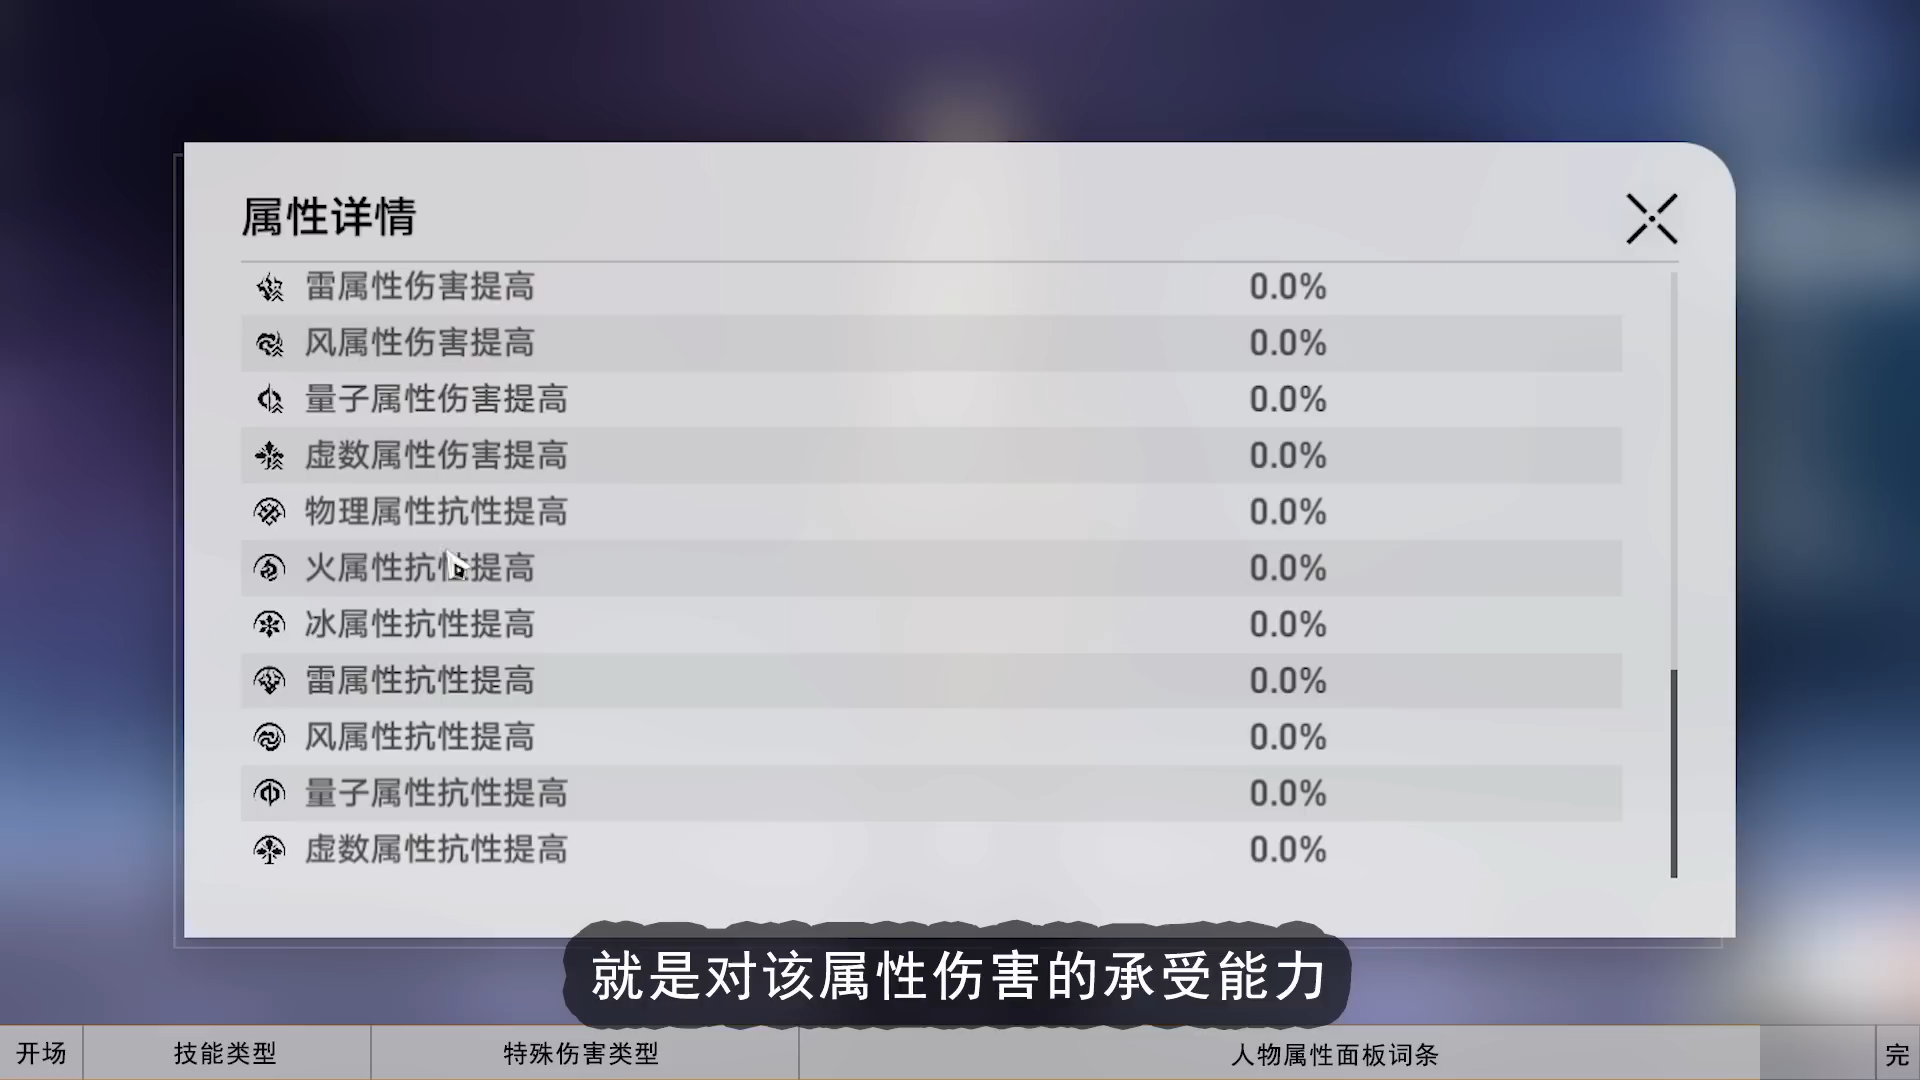 属性详情
雷属性伤害提高 0.0%
风属性伤害提高 0.0%
量子属性伤害提高 0.0%
虚数属性伤害提高 0.0%
物理属性抗性提高 0.0%
火属性抗性提高 0.0%
冰属性抗性提高 0.0%
雷属性抗性提高 0.0%
风属性抗性提高 0.0%
量子属性抗性提高 0.0%
虚数属性抗性提高 0.0%
就是对该属性伤害的承受能力
开场 技能类型 特殊伤害类型 人物属性面板词条 完